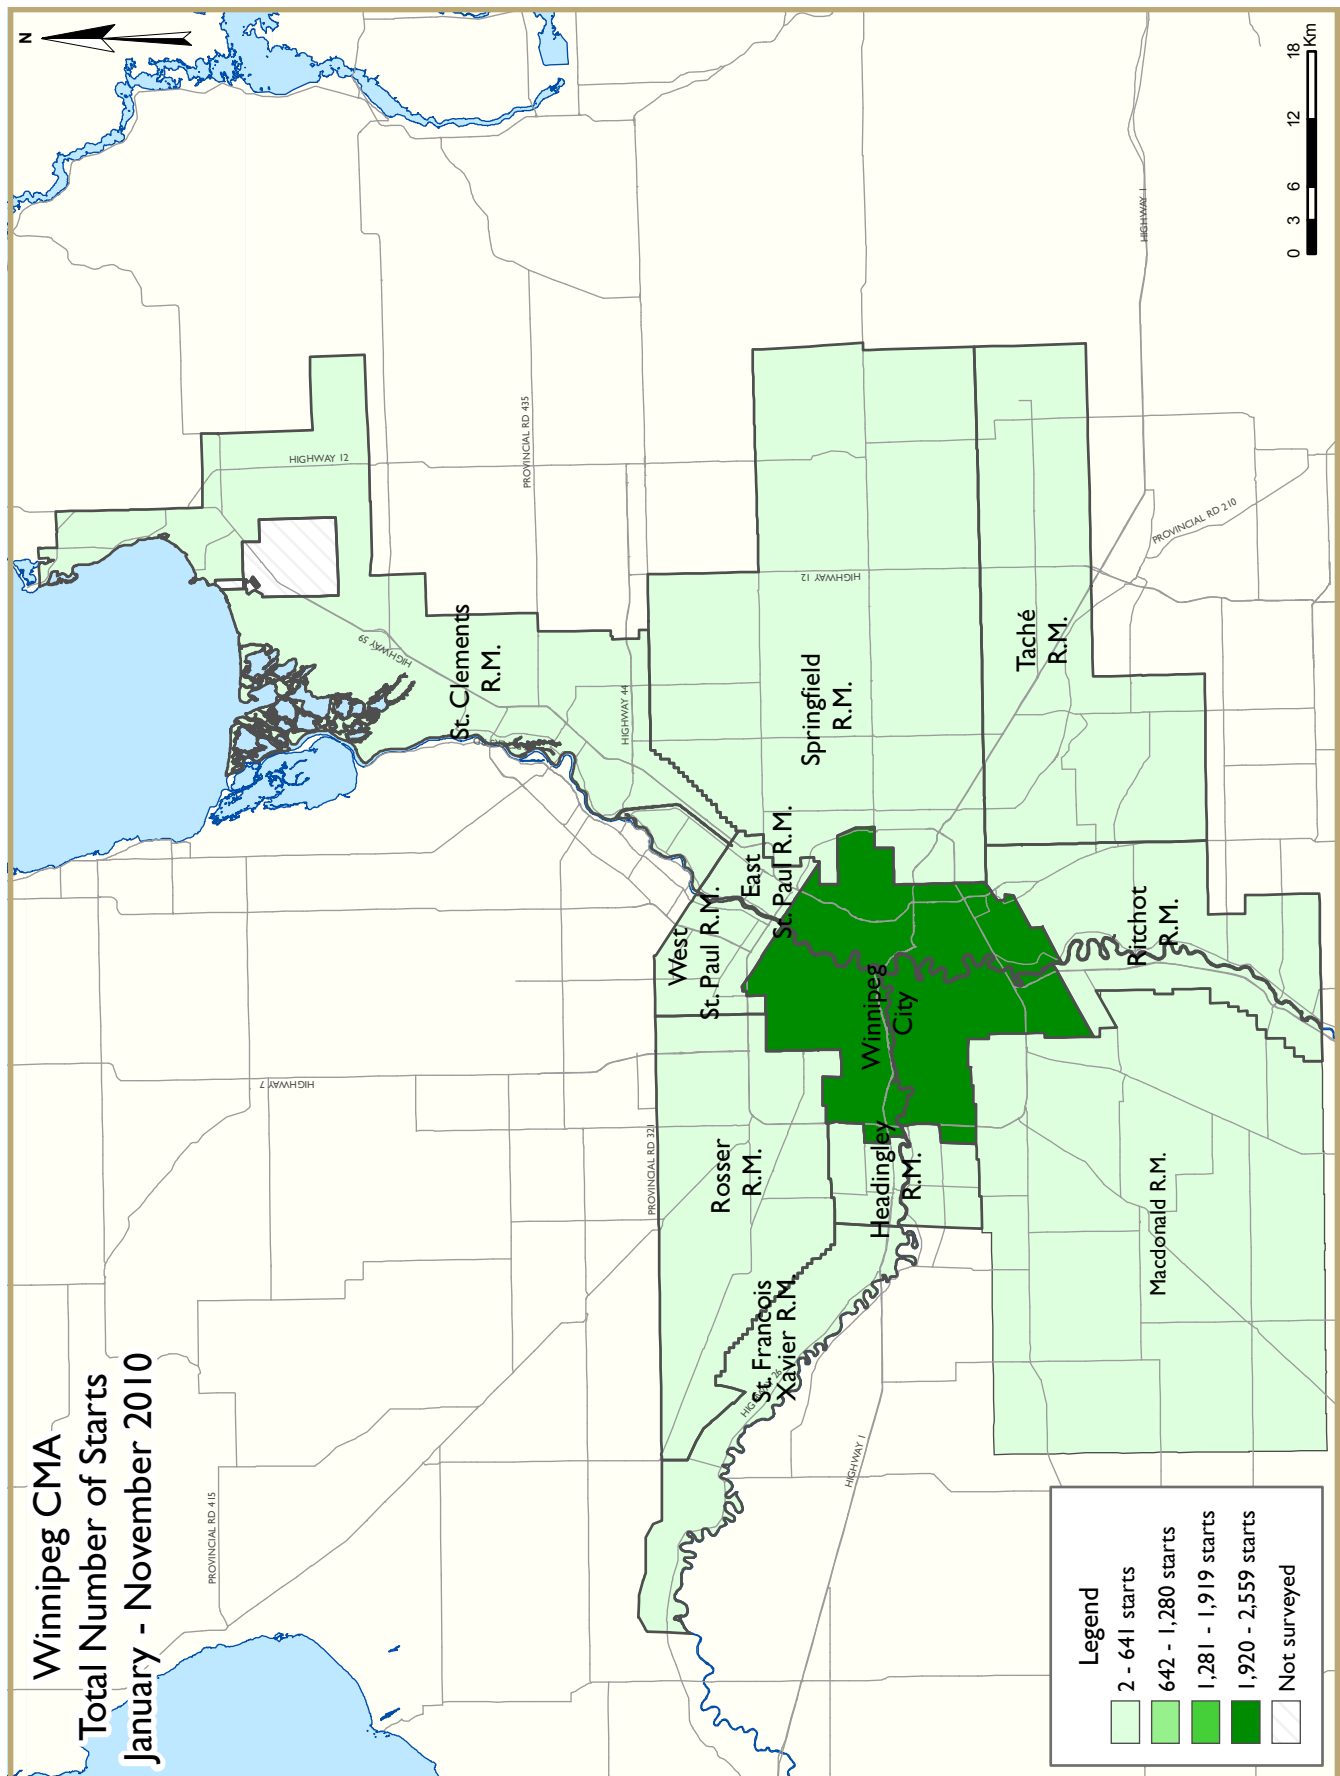 Winnipeg CMA
Total Number of Starts
January - November 2010
N
PROVINCIAL RD 415
HIGHWAY 7
PROVINCIAL RD 321
HIGHWAY 12
PROVINCIAL RD 435
HIGHWAY 59
HIGHWAY 44
St. Clements
R.M.
West
St. Paul R.M.
East
St. Paul R.M.
Rosser
R.M.
St. Francois
Xavier R.M.
Headingley
R.M.
Winnipeg
City
Springfield
R.M.
HIGHWAY 12
Taché
R.M.
Ritchot
R.M.
Macdonald R.M.
HIGHWAY 1
HIGHWAY 1
PROVINCIAL RD 210
Legend
2 - 641 starts
642 - 1,280 starts
1,281 - 1,919 starts
1,920 - 2,559 starts
Not surveyed
0 3 6 12 18
Km